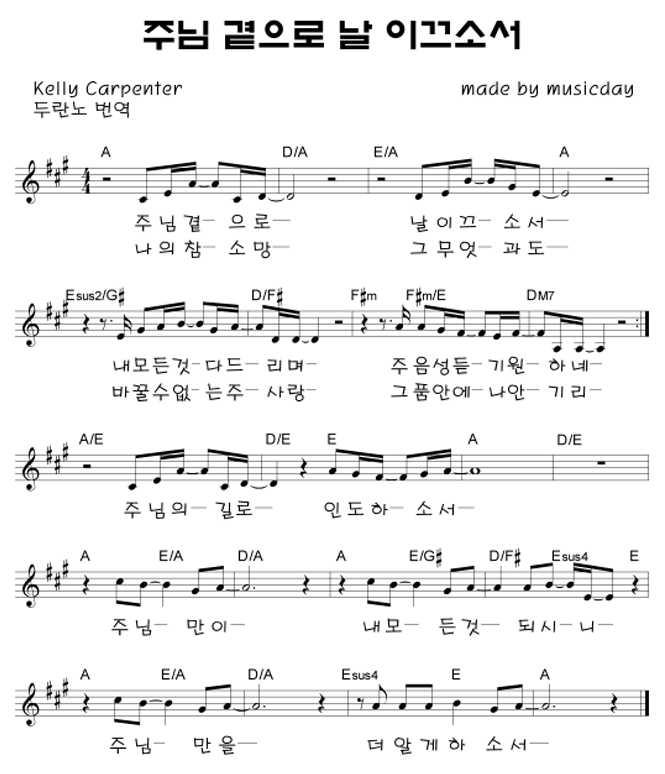 주님 곁으로 날 이끄소서
Kelly Carpenter
made by musicday
두란노 번역
A D/A E/A A
주 님 곁 으 로 날 이 끄 소 서
나 의 참 소 망 그 무 엇 과 도
Esus2/G# D/F# F#m F#m/E DM7
내 모 든 것 다 드 리 며 주 음 성 듣 기 원 하 네
바 꿀 수 없 는 주 사 랑 그 품 안 에 나 안 기 리
A/E D/E E A D/E
주 님 의 길 로 인 도 하 소 서
A E/A D/A A E/G# D/F# Esus4 E
주 님 만 이 내 모 든 것 되 시 니
A E/A D/A Esus4 E A
주 님 만 을 더 알 게 하 소 서